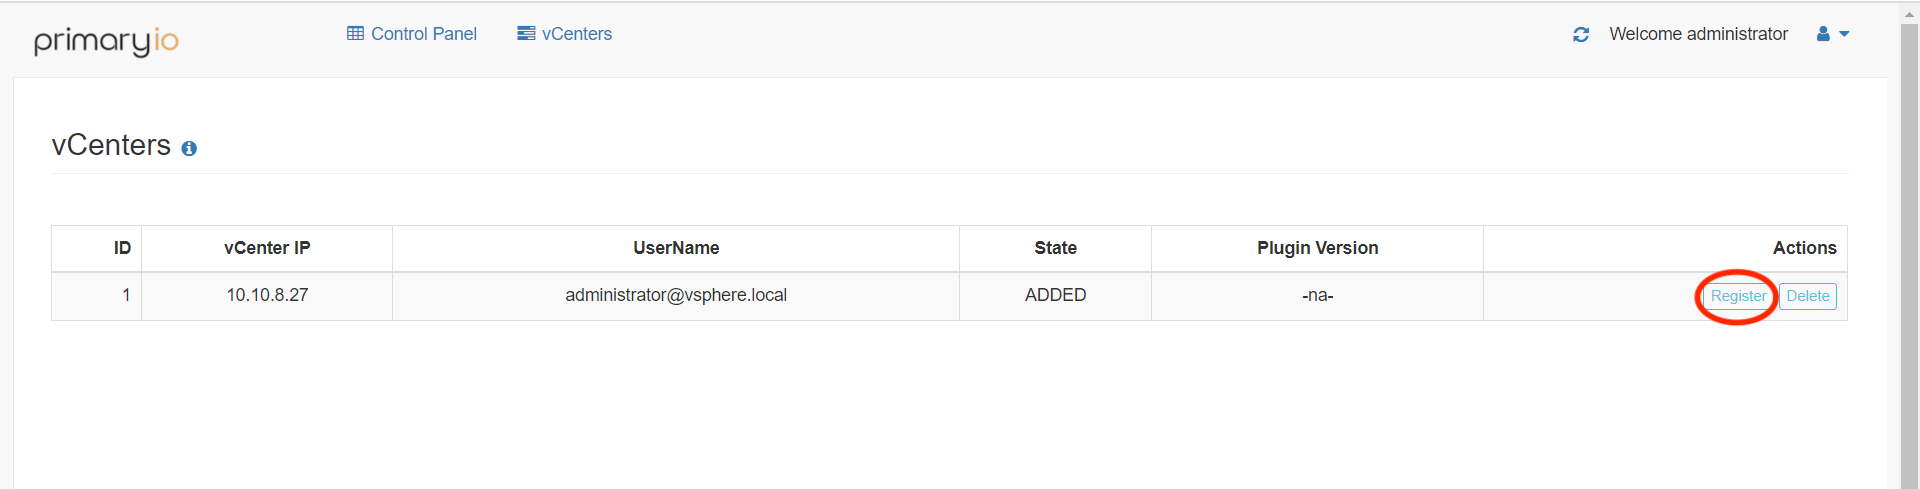 primaryio Control Panel vCenters Welcome administrator
vCenters
ID vCenter IP UserName State Plugin Version Actions
1 10.10.8.27 administrator@vsphere.local ADDED -na- Register Delete